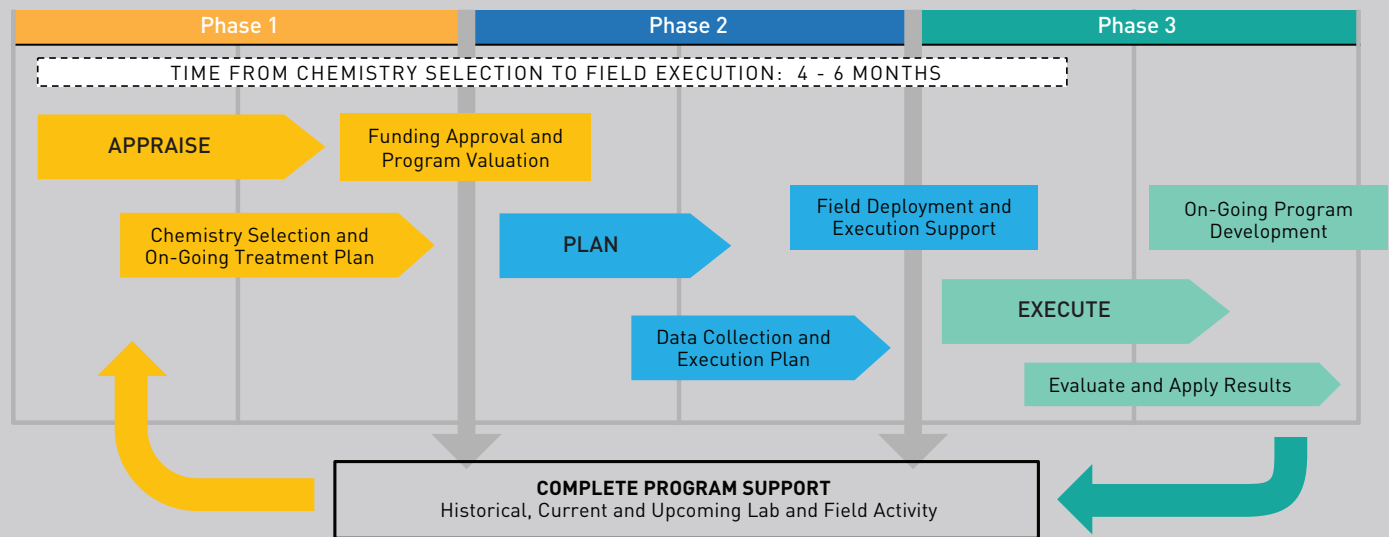 Phase 1
Phase 2
Phase 3
TIME FROM CHEMISTRY SELECTION TO FIELD EXECUTION: 4 - 6 MONTHS
APPRAISE
Funding Approval and
Program Valuation
Chemistry Selection and
On-Going Treatment Plan
PLAN
Field Deployment and
Execution Support
On-Going Program
Development
Data Collection and
Execution Plan
EXECUTE
Evaluate and Apply Results
COMPLETE PROGRAM SUPPORT
Historical, Current and Upcoming Lab and Field Activity